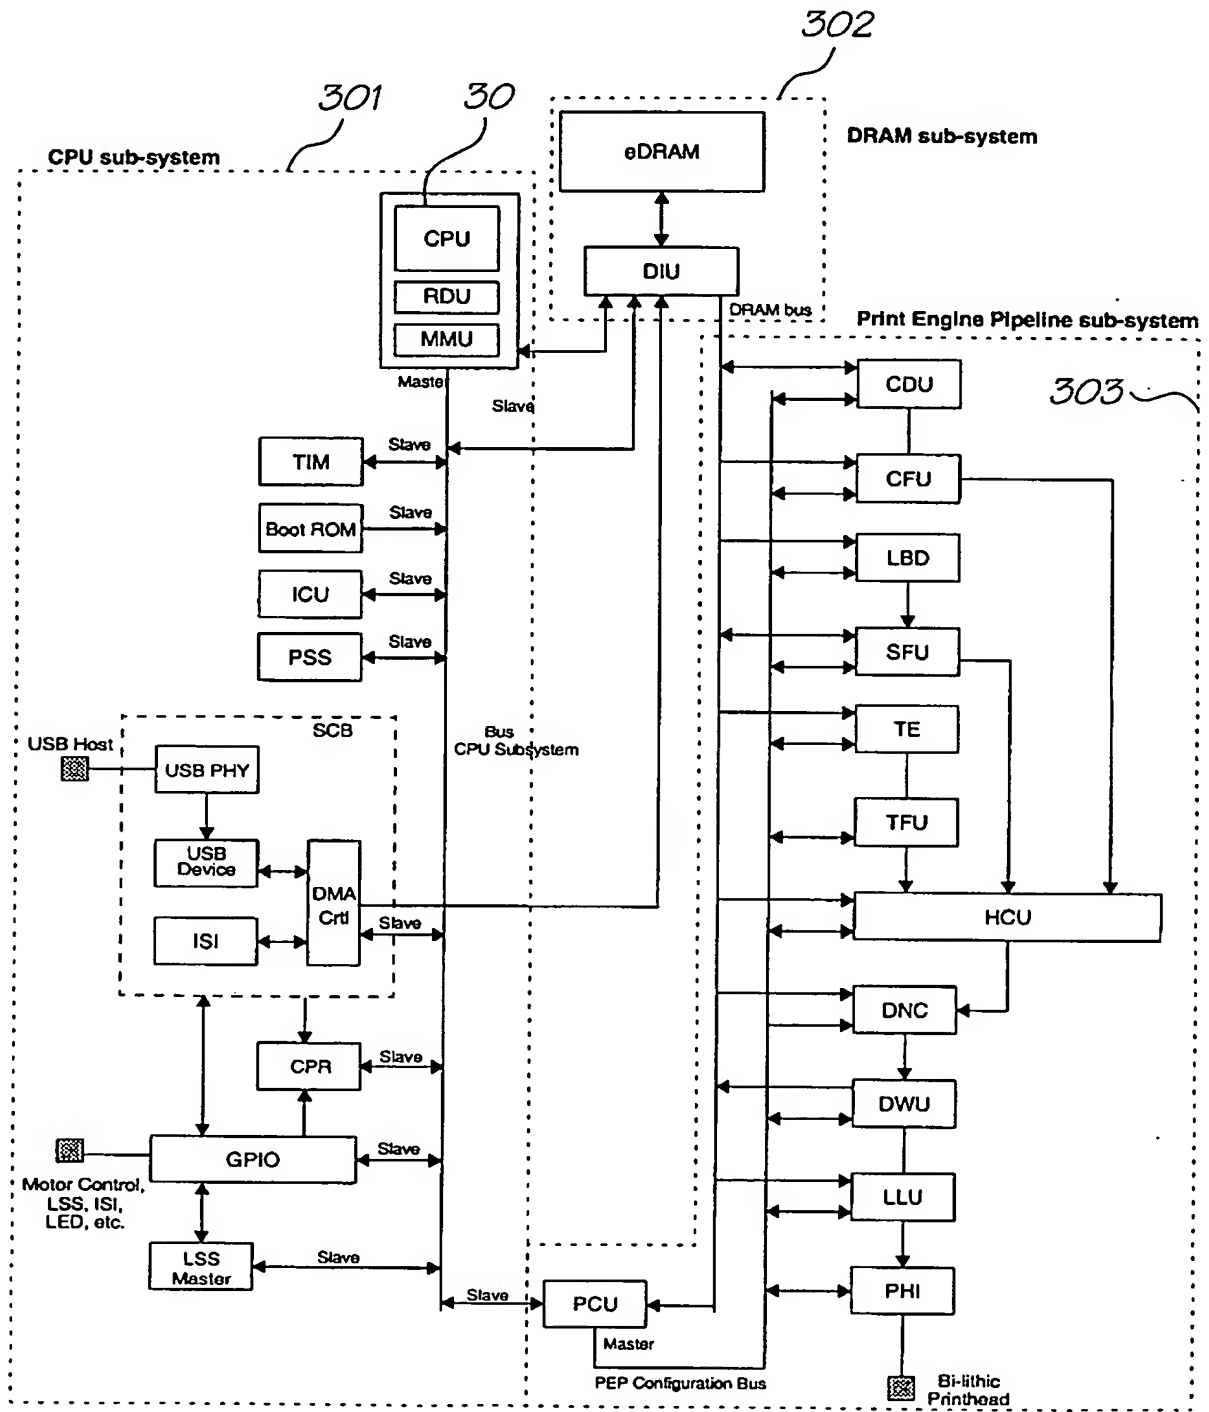 302
301
30
DRAM sub-system
CPU sub-system
eDRAM
CPU
DIU
RDU
DRAM bus
MMU
Print Engine Pipeline sub-system
Master
Slave
CDU
303
TIM
Slave
CFU
Boot ROM
Slave
LBD
ICU
Slave
PSS
Slave
SFU
SCB
Bus
CPU Subsystem
TE
USB Host
USB PHY
TFU
USB
Device
DMA
Crtl
ISI
Slave
HCU
DNC
CPR
Slave
DWU
GPIO
Slave
Motor Control,
LSS, ISI,
LED, etc.
LLU
LSS
Master
Slave
Slave
PCU
PHI
Master
PEP Configuration Bus
Bi-lithic
Printhead